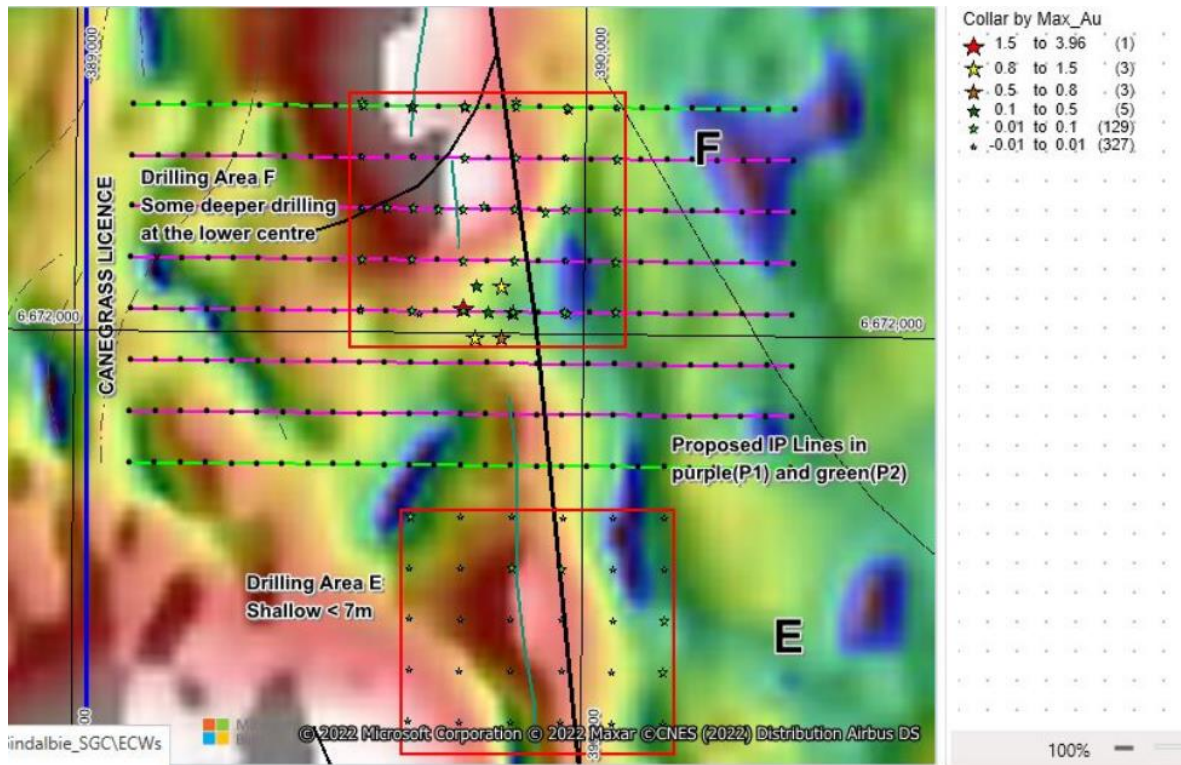 Collar by Max_Au
1.5 to 3.96 (1)
0.8 to 1.5 (3)
0.5 to 0.8 (3)
0.1 to 0.5 (5)
0.01 to 0.1 (129)
-0.01 to 0.01 (327)
389,000
390,000
F
Drilling Area F
Some deeper drilling
at the lower centre
CANEGRASS LICENCE
6,672,000
6,672,000
Proposed IP Lines in
purple(P1) and green(P2)
Drilling Area E
Shallow < 7m
E
© 2022 Microsoft Corporation © 2022 Maxar ©CNES (2022) Distribution Airbus DS
indalbie_SGC\ECWs
100%